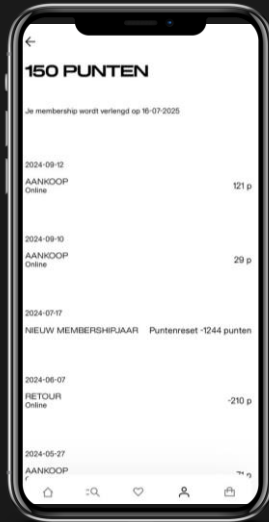 150 PUNTEN
Je membership wordt verlengd op 16-07-2025
2024-09-12
AANKOOP
Online
121 p
2024-09-10
AANKOOP
Online
29 p
2024-07-17
NIEUW MEMBERSHIPJAAR Puntenreset -1244 punten
2024-06-07
RETOUR
Online
-210 p
2024-05-27
AANKOOP